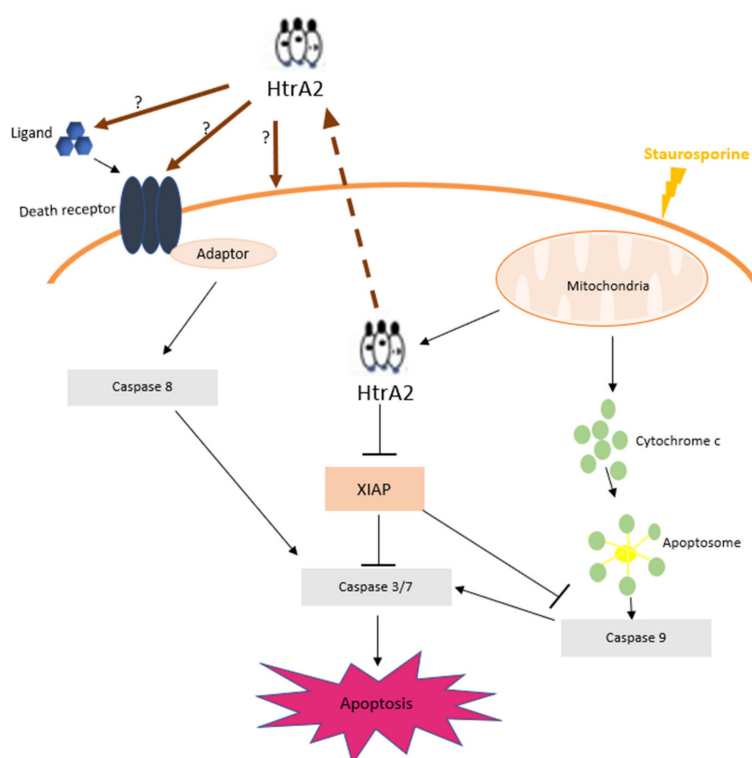 HtrA2
?
?
?
Ligand
Staurosporine
Death receptor
Adaptor
Mitochondria
Caspase 8
HtrA2
Cytochrome c
XIAP
Apoptosome
Caspase 3/7
Caspase 9
Apoptosis